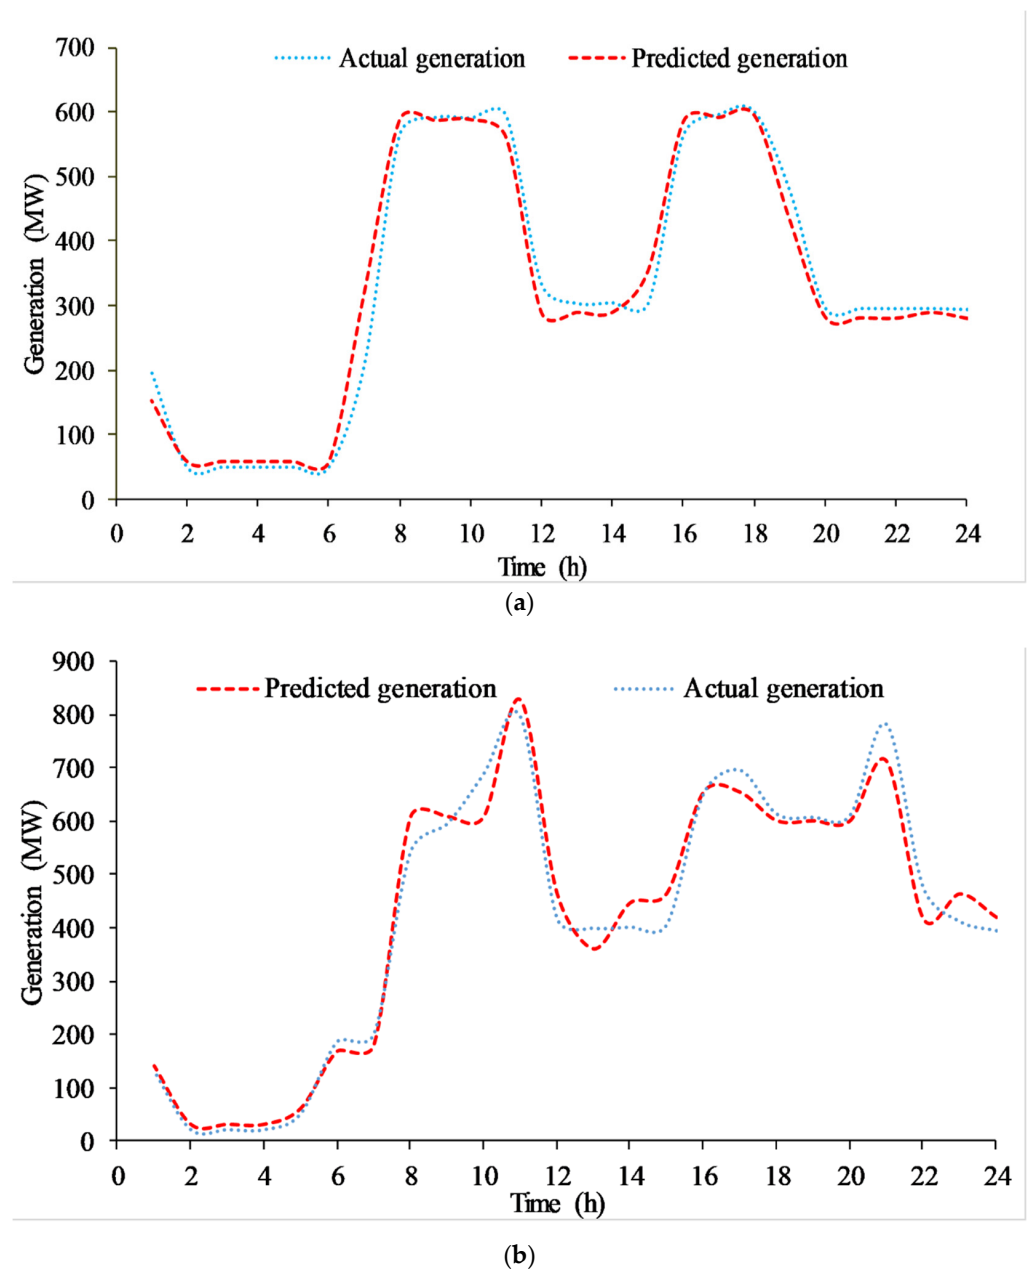 700
Actual generation Predicted generation
600
500
400
300
200
100
0
Generation (MW)
0 2 4 6 8 10 12 14 16 18 20 22 24
Time (h)
(a)
900
Predicted generation Actual generation
800
700
600
500
400
300
200
100
0
Generation (MW)
0 2 4 6 8 10 12 14 16 18 20 22 24
Time (h)
(b)